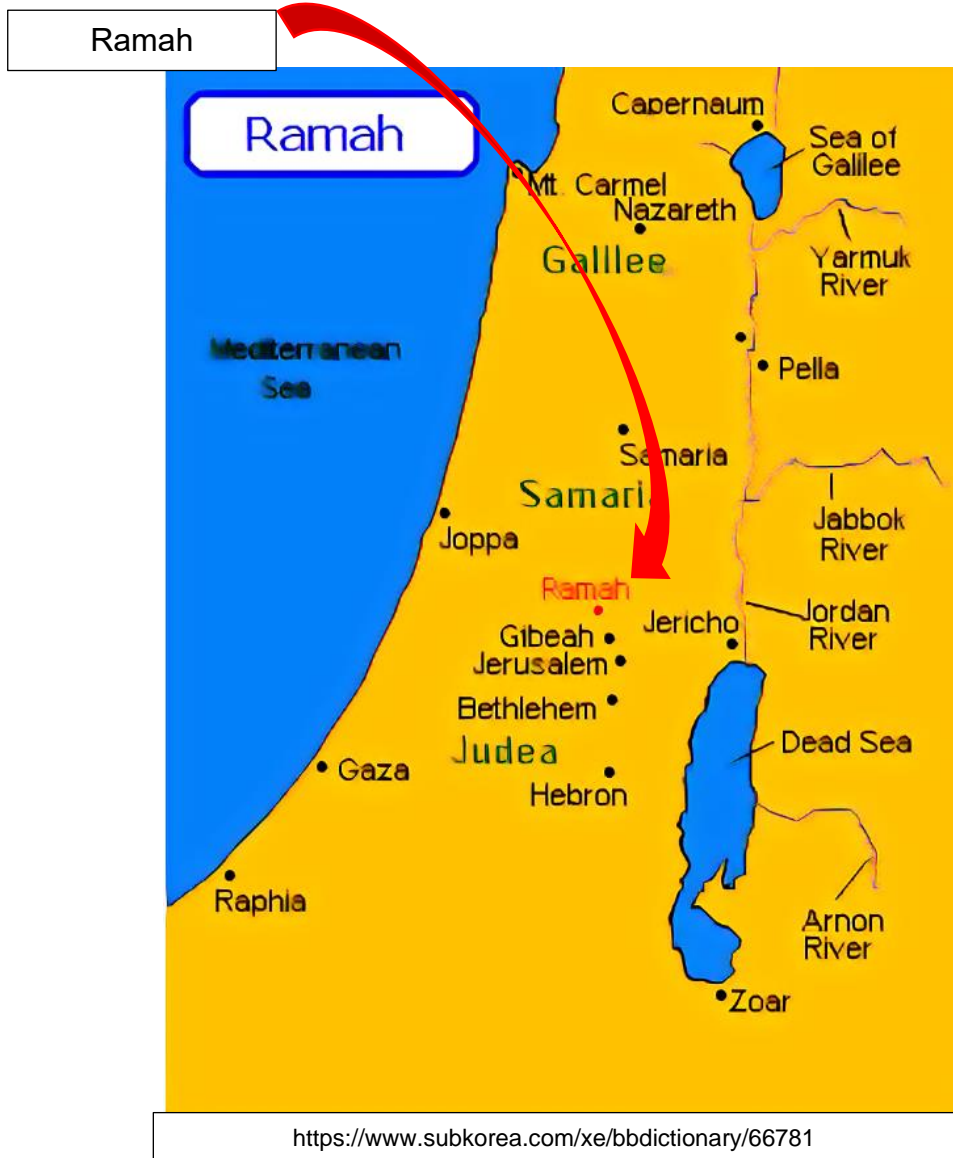 Ramah
Ramah
Capernaum
Sea of
Galilee
Mt. Carmel
Nazareth
Galilee
Yarmuk
River
Mediterranean
Sea
Pella
Samaria
Samaria
Jabbok
River
Joppa
Ramah
Jordan
River
Jericho
Gibeah
Jerusalem
Bethlehem
Judea
Dead Sea
Gaza
Hebron
Raphia
Arnon
River
Zoar
https://www.subkorea.com/xe/bbdictionary/66781